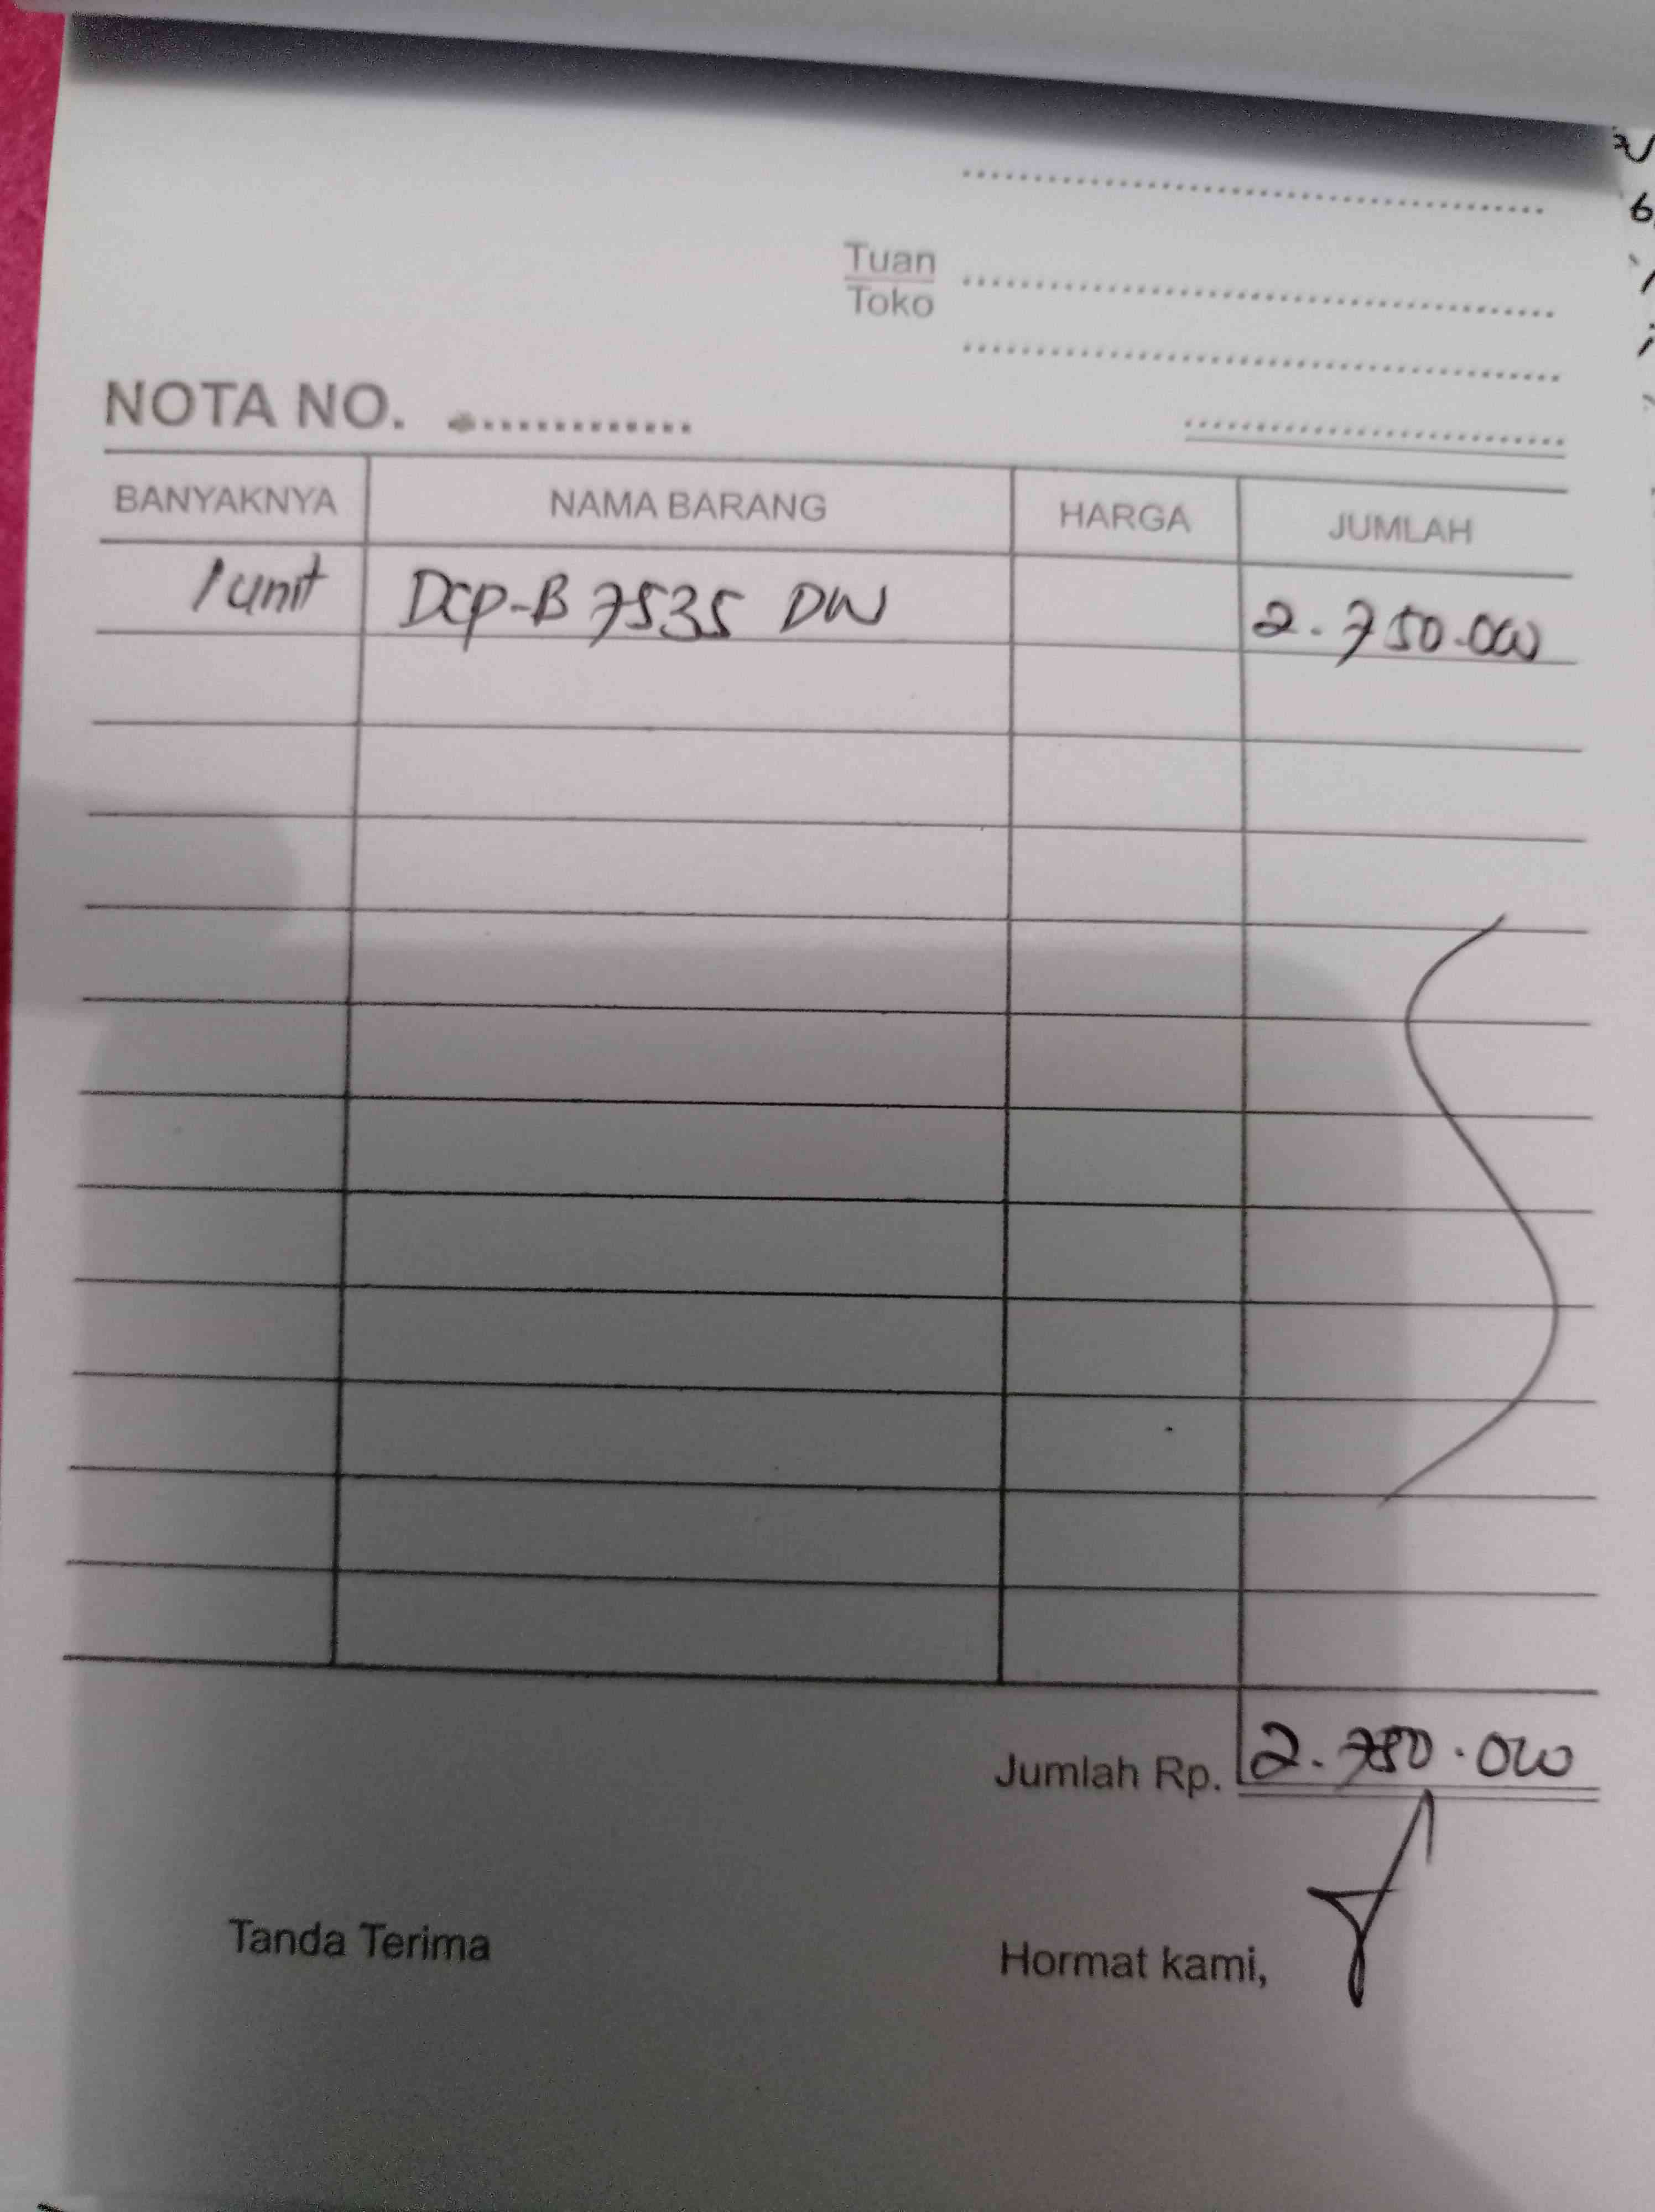 Tuan
Toko
NOTA NO. ............
BANYAKNYA NAMA BARANG HARGA JUMLAH
1 unit DCP-B 7535 DW 2.750.000
Jumlah Rp. 2.750.000
Tanda Terima Hormat kami,